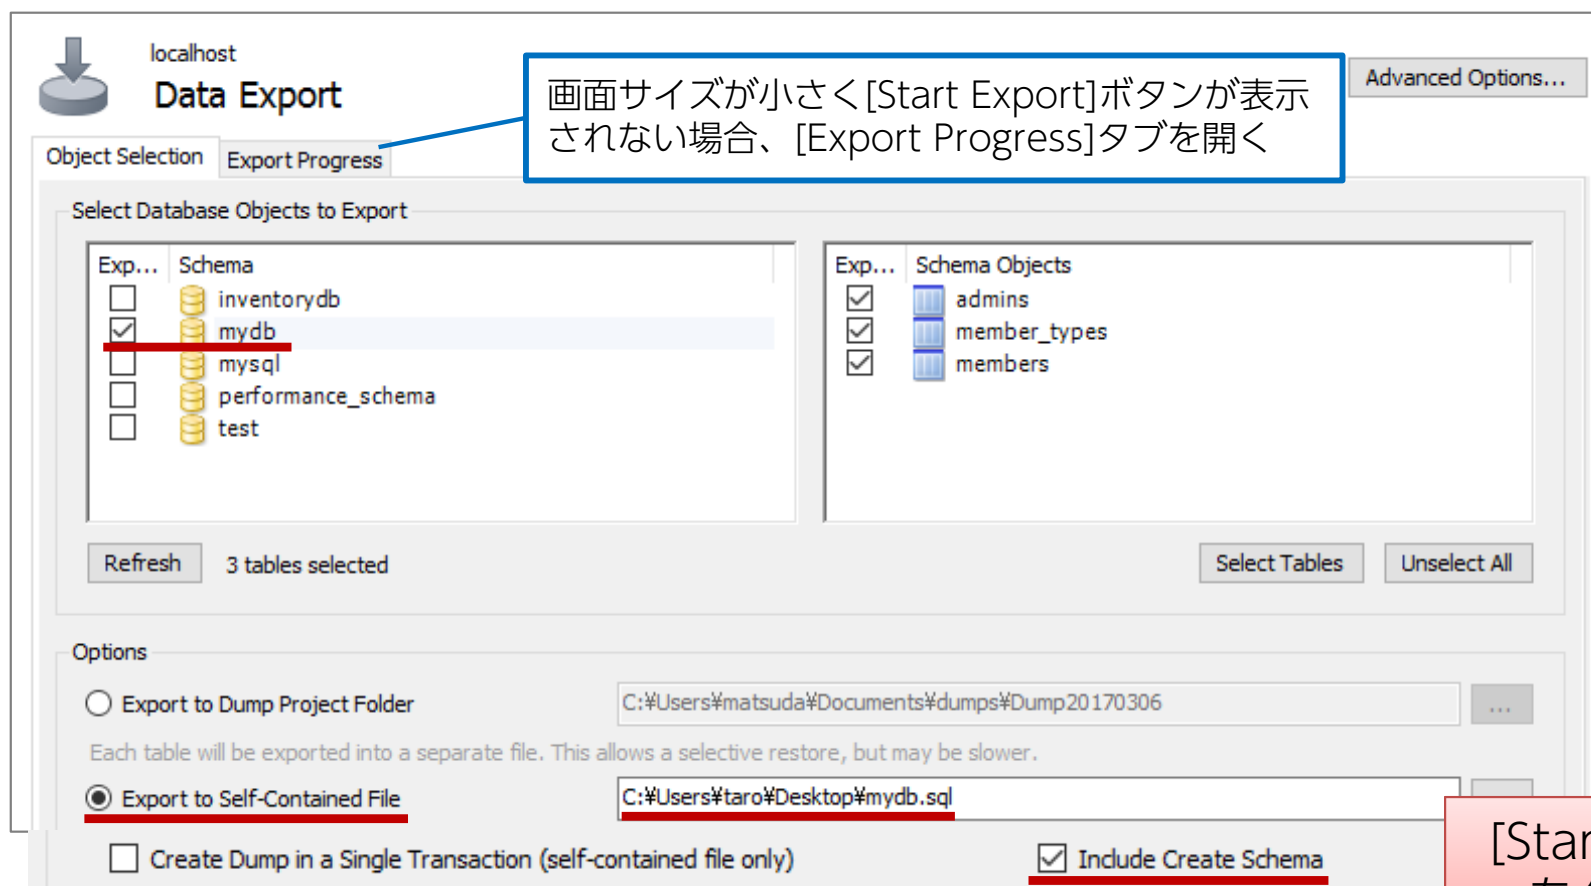 localhost
Data Export
画面サイズが小さく[Start Export]ボタンが表示
されない場合、[Export Progress]タブを開く
Advanced Options...
Object Selection
Export Progress
Select Database Objects to Export
Exp... Schema
inventorydb
mydb
mysql
performance_schema
test
Exp... Schema Objects
admins
member_types
members
Refresh
3 tables selected
Select Tables
Unselect All
Options
Export to Dump Project Folder
C:¥Users¥matsuda¥Documents¥dumps¥Dump20170306
...
Each table will be exported into a separate file. This allows a selective restore, but may be slower.
Export to Self-Contained File
C:¥Users¥taro¥Desktop¥mydb.sql
Create Dump in a Single Transaction (self-contained file only)
Include Create Schema